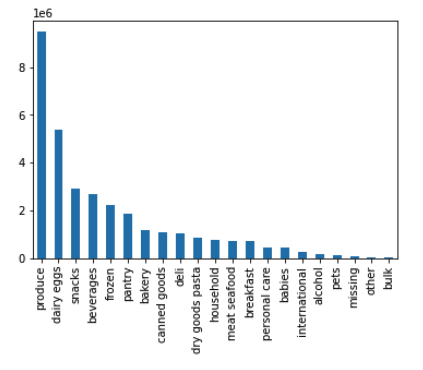 1e6
8
6
4
2
0
produce
dairy eggs
snacks
beverages
frozen
pantry
bakery
canned goods
deli
dry goods pasta
household
meat seafood
breakfast
personal care
babies
international
alcohol
pets
missing
other
bulk